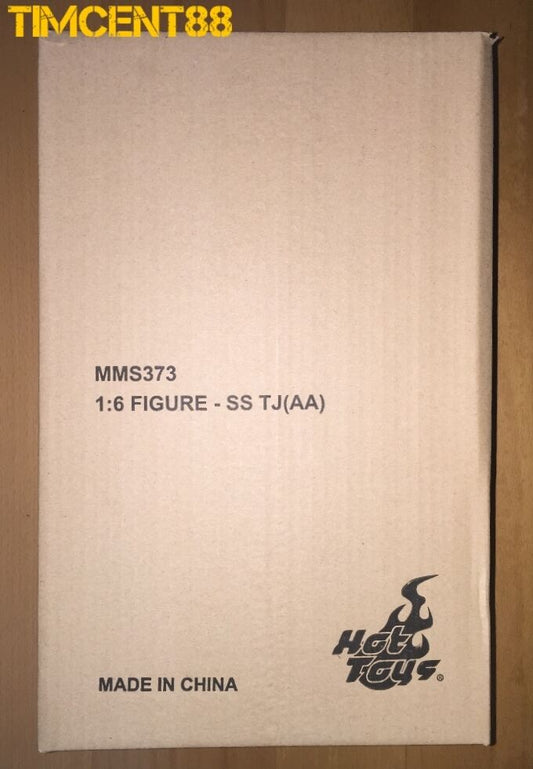 TIMCENT88
MMS373
1:6 FIGURE - SS TJ(AA)
Hot
Toys®
MADE IN CHINA